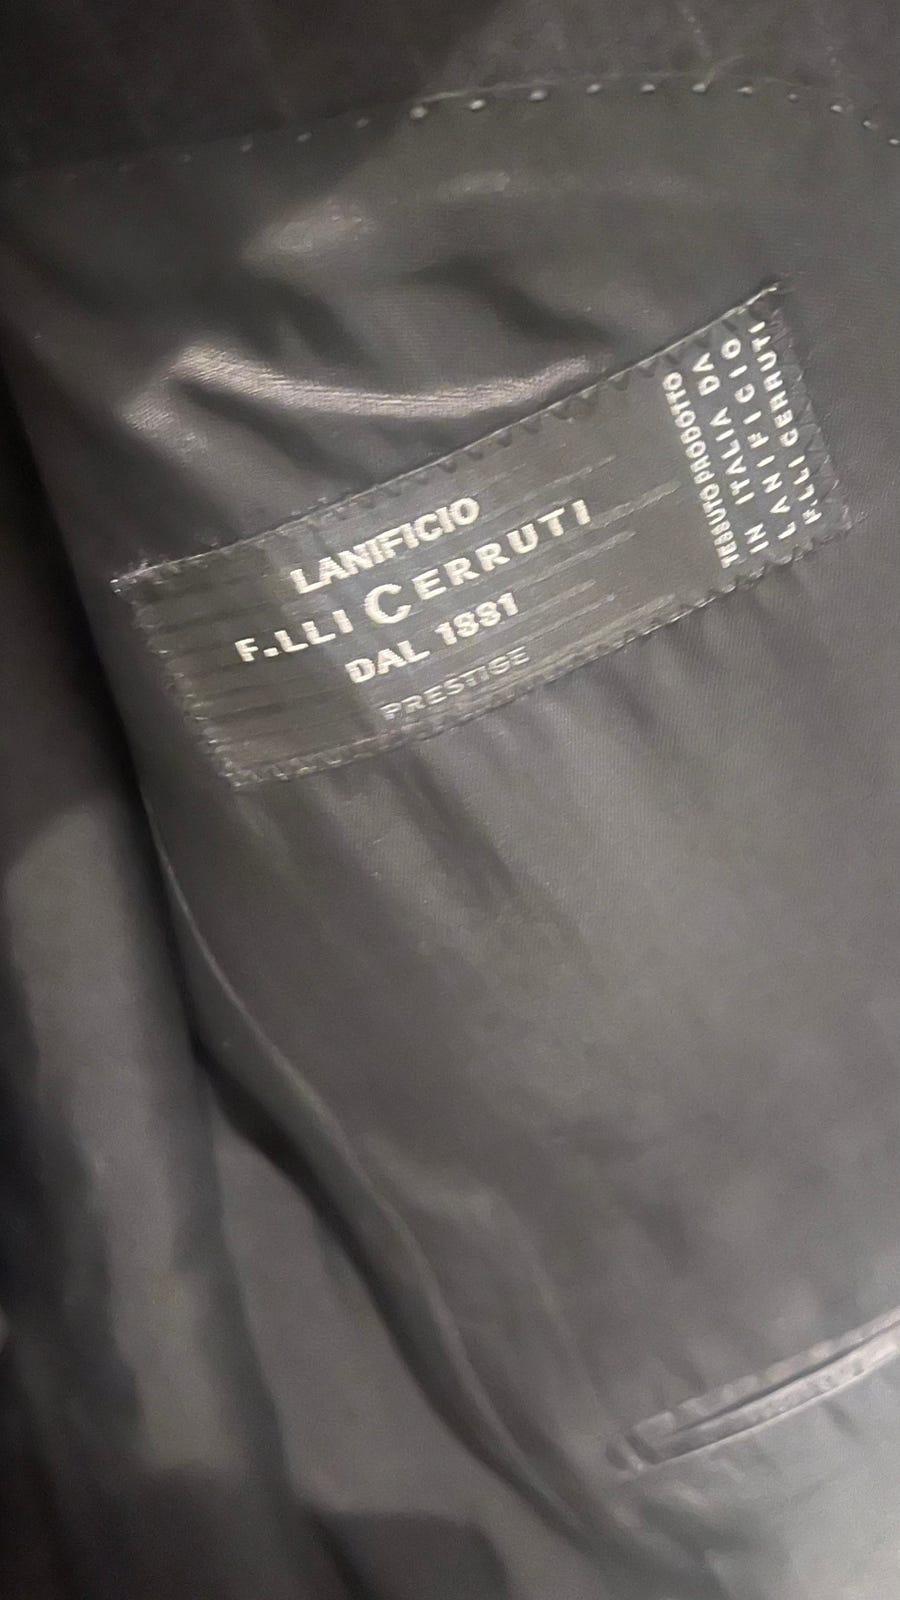 LANIFICIO
F.LLI CERRUTI
DAL 1881
PRESTIGE
TESSUTO PRODOTTO
IN ITALIA DA
LANIFICIO
F.LLI CERRUTI